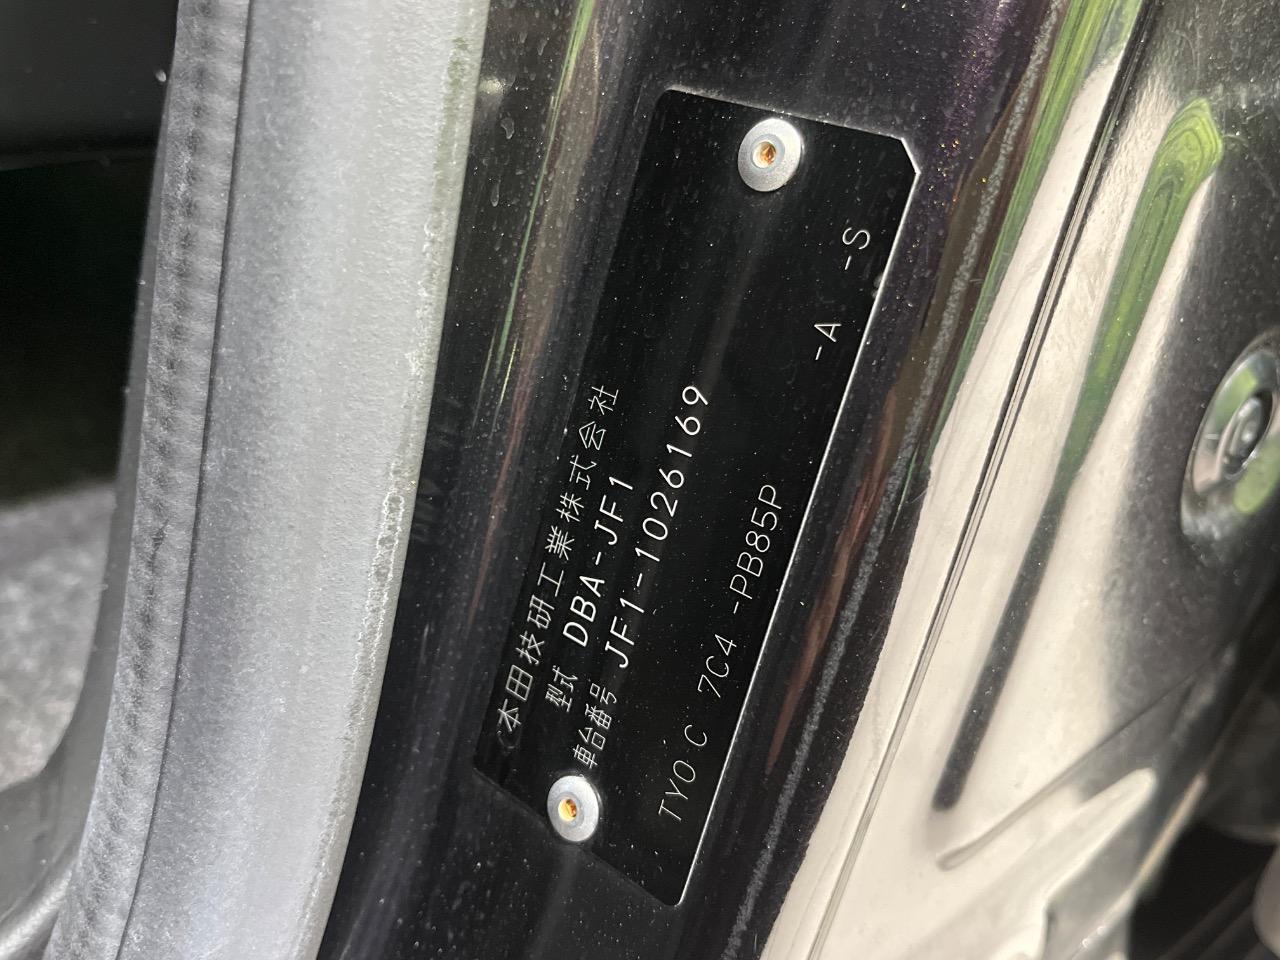 本田技研工業株式会社
型式 DBA-JF1
車台番号 JF1-1026169
-A -S
TY0 C 7C4 -PB85P